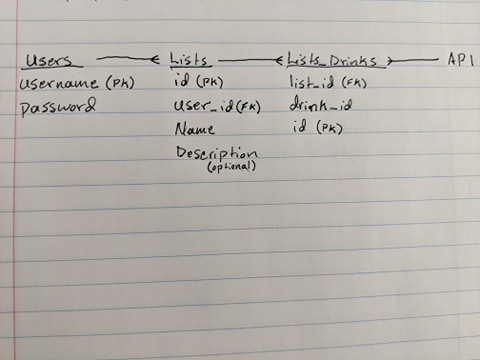 Users Lists Lists_Drinks API
username (PK) id (PK) list_id (FK)
password user_id (FK) drink_id
Name id (PK)
Description
(optional)